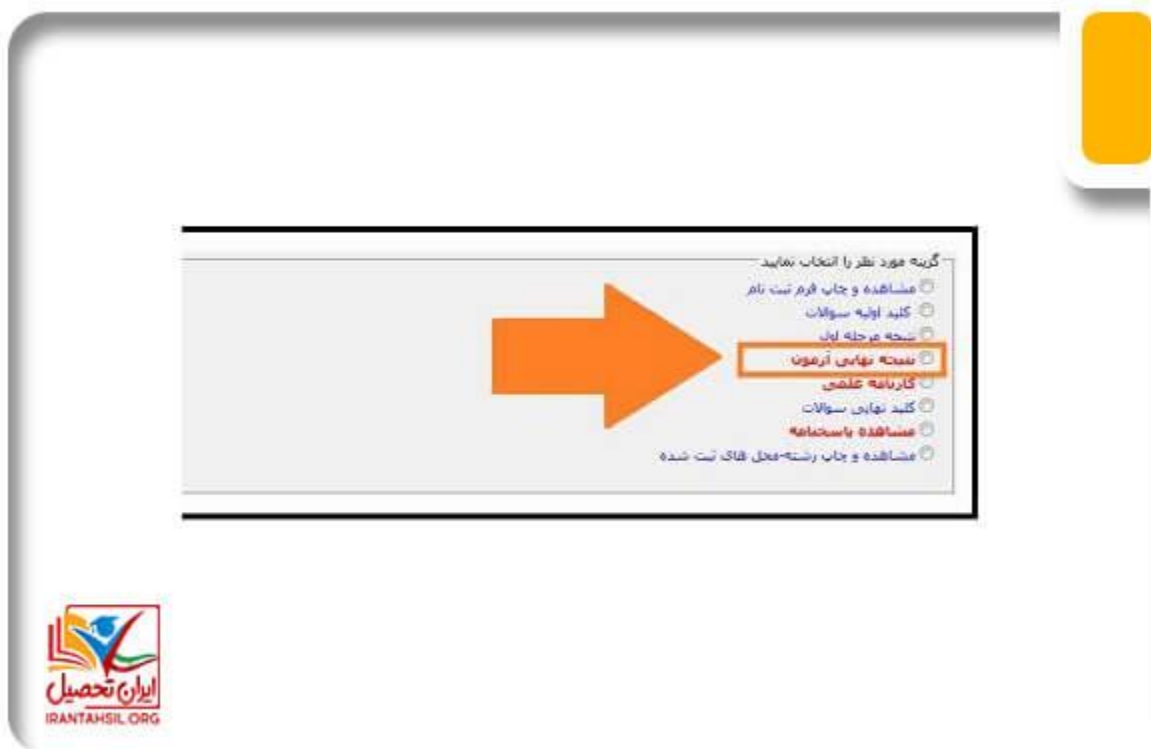 گزینه مورد نظر را انتخاب نمایید
مشاهده و چاپ فرم ثبت نام
کلید اولیه سوالات
نتیجه مرحله اول
نتیجه نهایی آزمون
کارنامه علمی
کلید نهایی سوالات
مشاهده پاسخنامه
مشاهده و چاپ رشته-محل های ثبت شده
ایران تحصیل
IRANTAHSIL.ORG